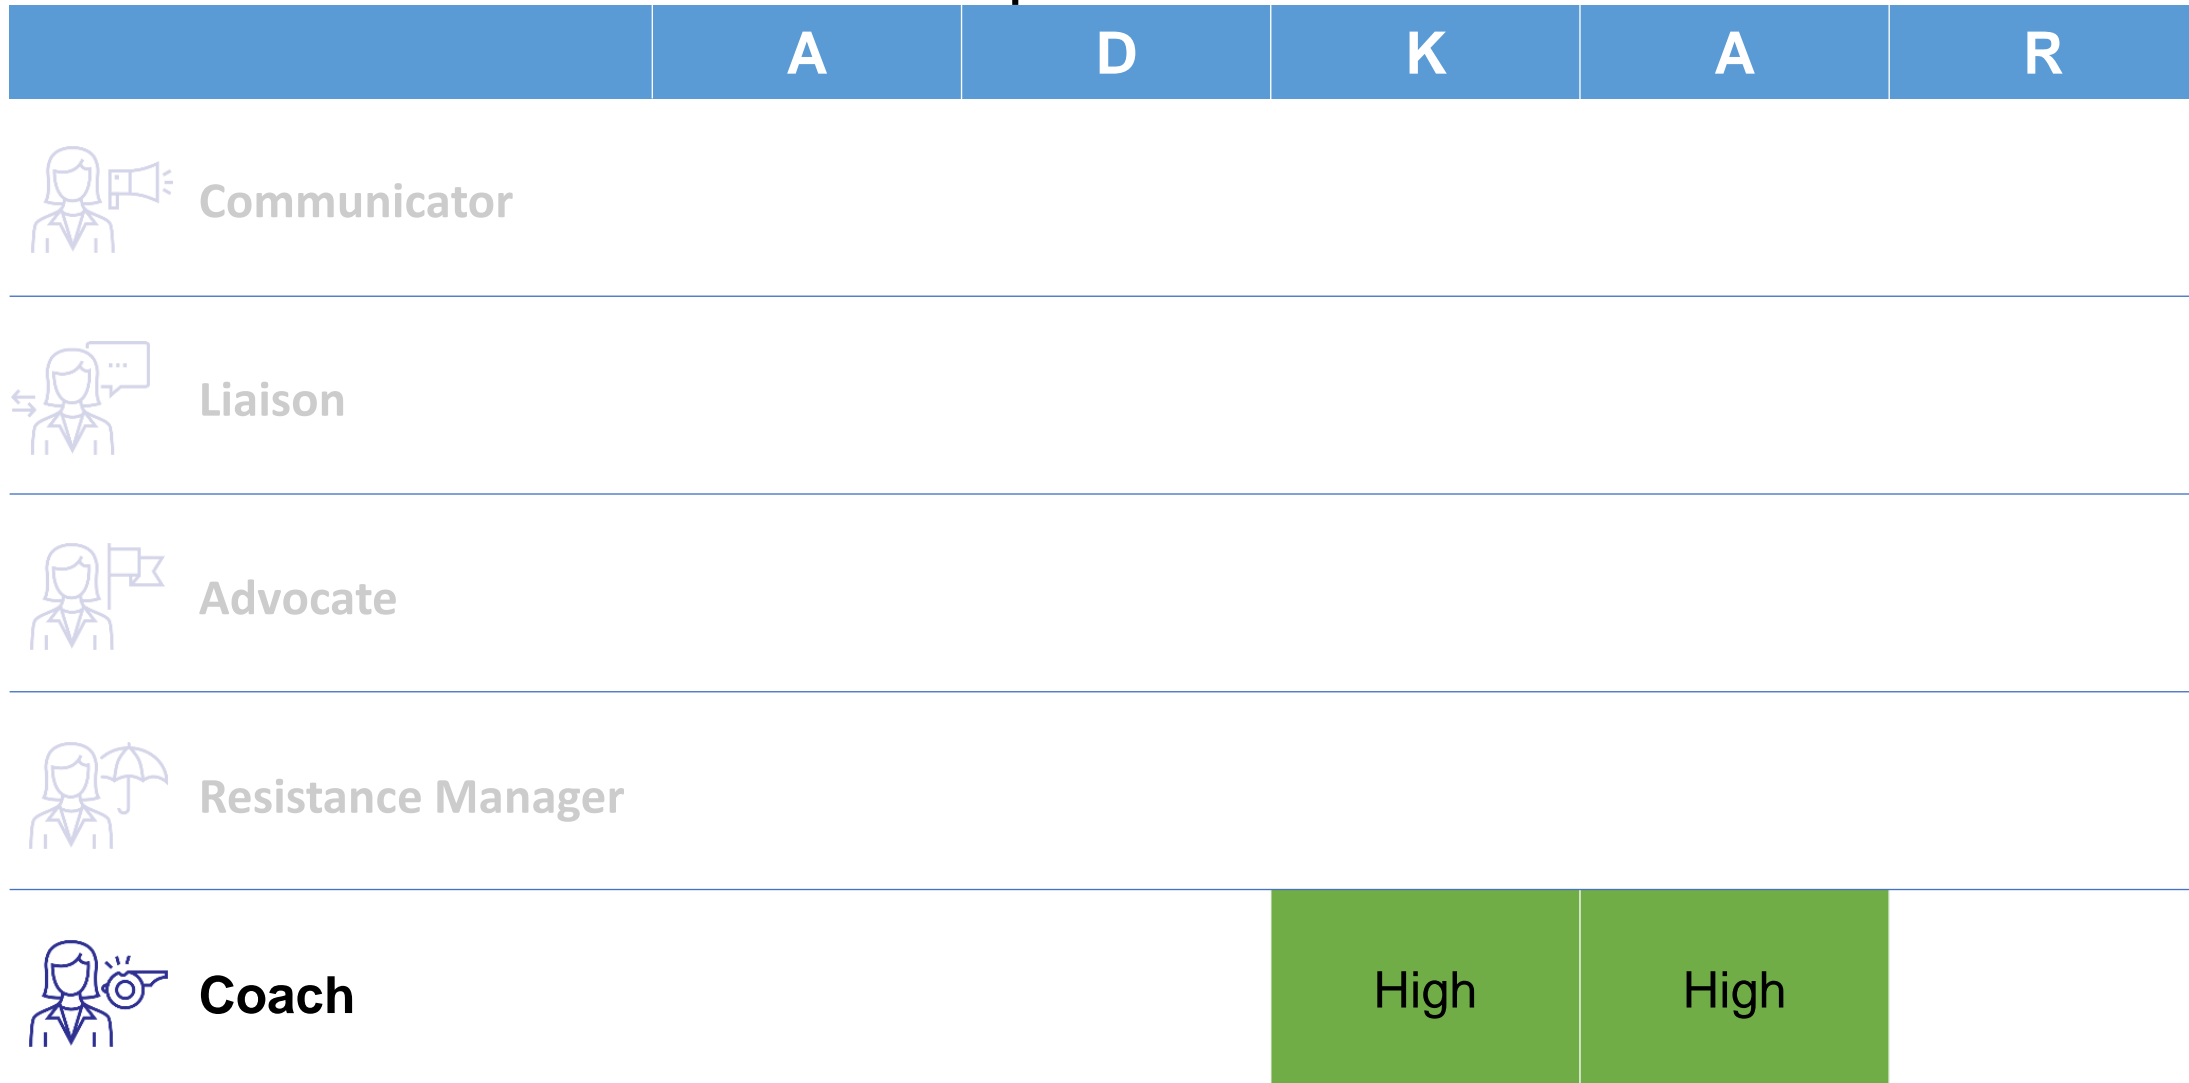 A D K A R
Communicator
Liaison
Advocate
Resistance Manager
Coach High High